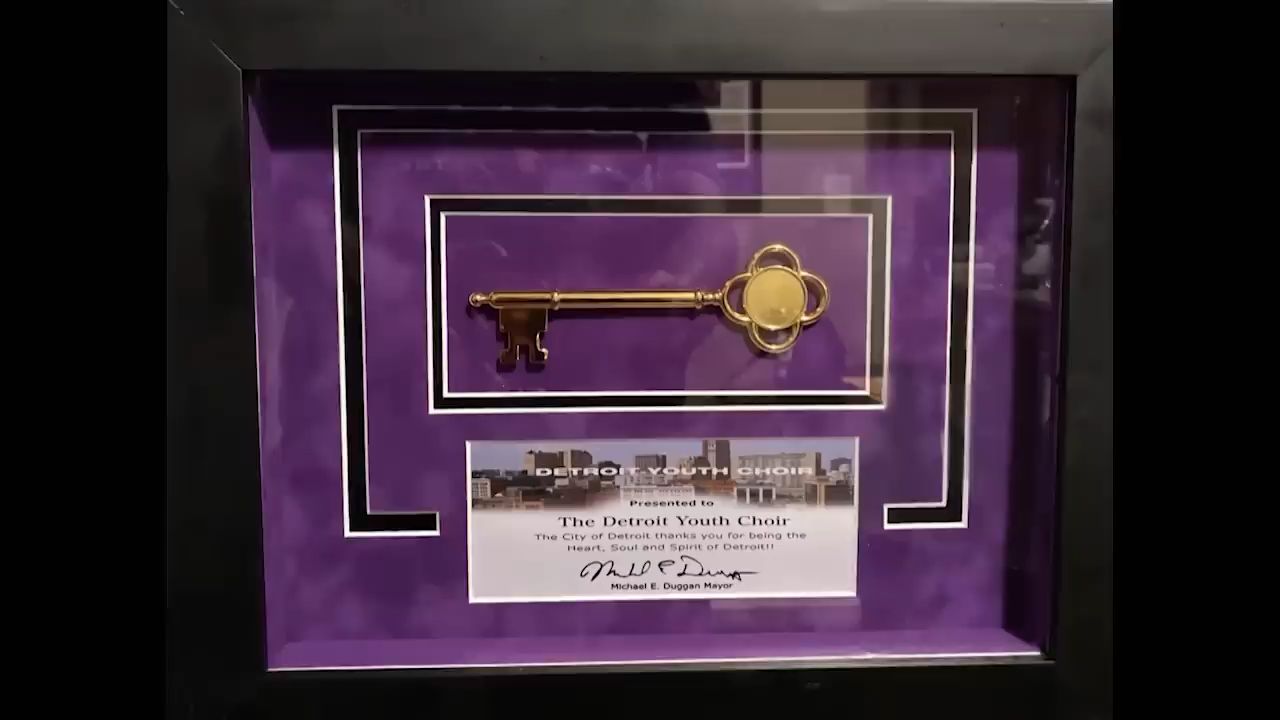 DETROIT YOUTH CHOIR
Presented to
The Detroit Youth Choir
The City of Detroit thanks you for being the
Heart, Soul and Spirit of Detroit!!
Michael E. Duggan Mayor